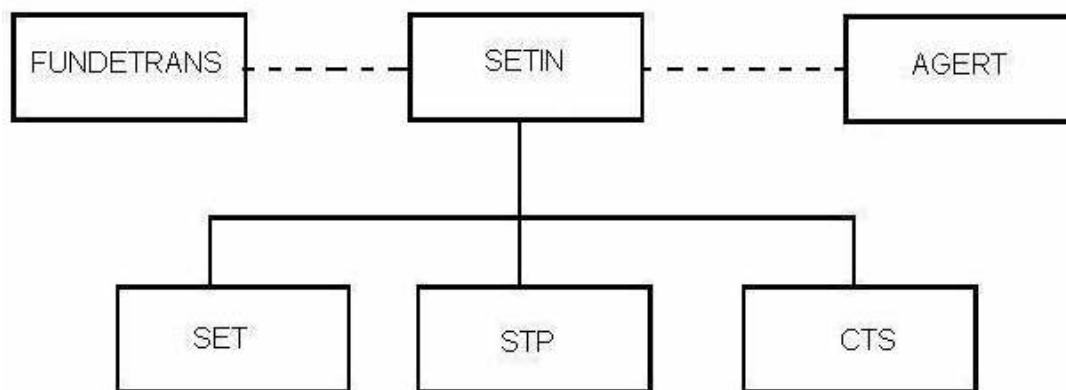 FUNDETRANS
SETIN
AGERT
SET
STP
CTS